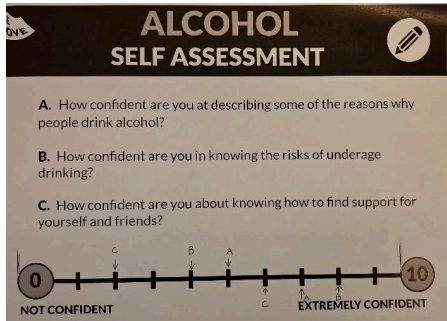 OVE
ALCOHOL
SELF ASSESSMENT
A. How confident are you at describing some of the reasons why
people drink alcohol?
B. How confident are you in knowing the risks of underage
drinking?
C. How confident are you about knowing how to find support for
yourself and friends?
C B A
0 10
C A B
NOT CONFIDENT EXTREMELY CONFIDENT